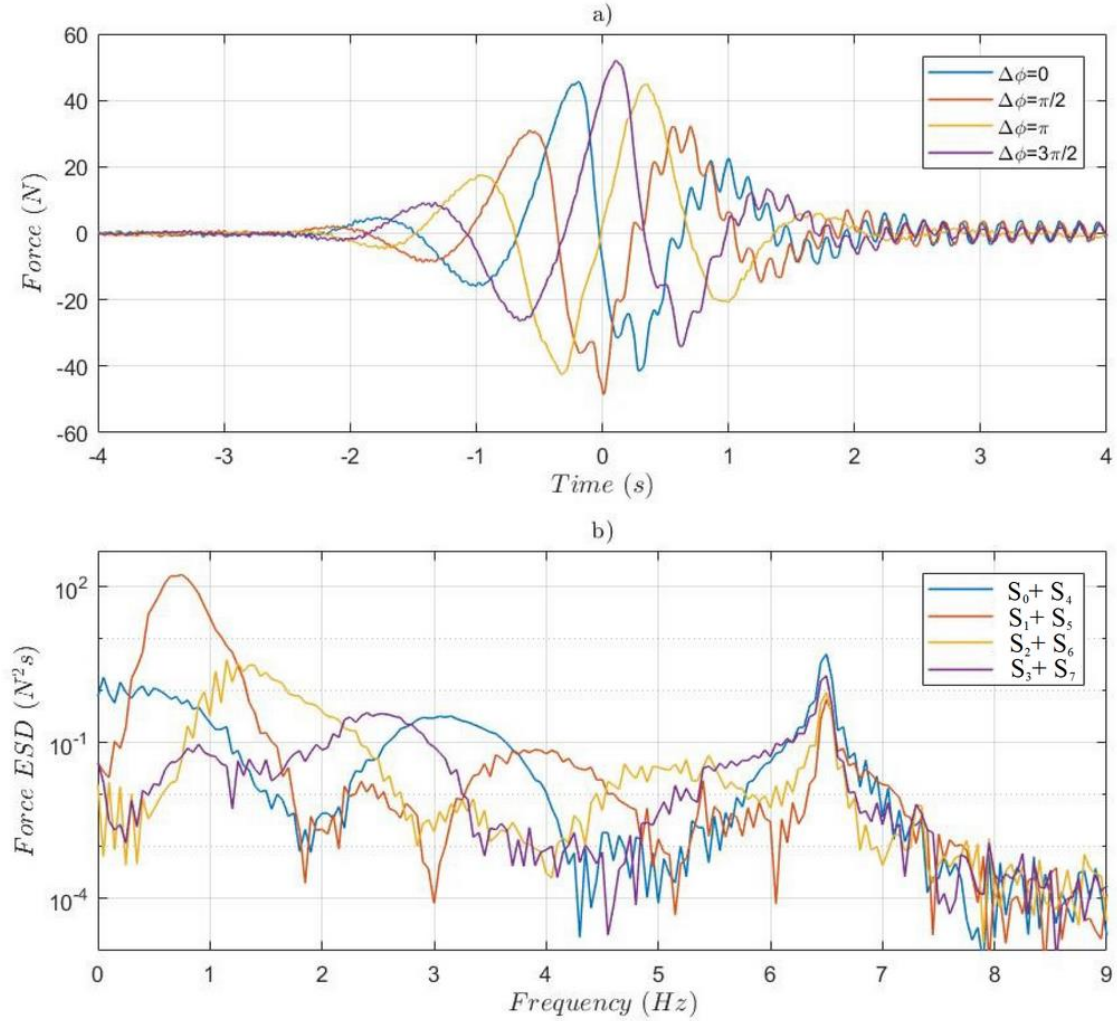 a)
60
40
20
0
-20
-40
-60
Force (N)
Δϕ=0
Δϕ=π/2
Δϕ=π
Δϕ=3π/2
-4 -3 -2 -1 0 1 2 3 4
Time (s)
b)
10²
10⁻¹
10⁻⁴
Force ESD (N²s)
S₀+ S₄
S₁+ S₅
S₂+ S₆
S₃+ S₇
0 1 2 3 4 5 6 7 8 9
Frequency (Hz)